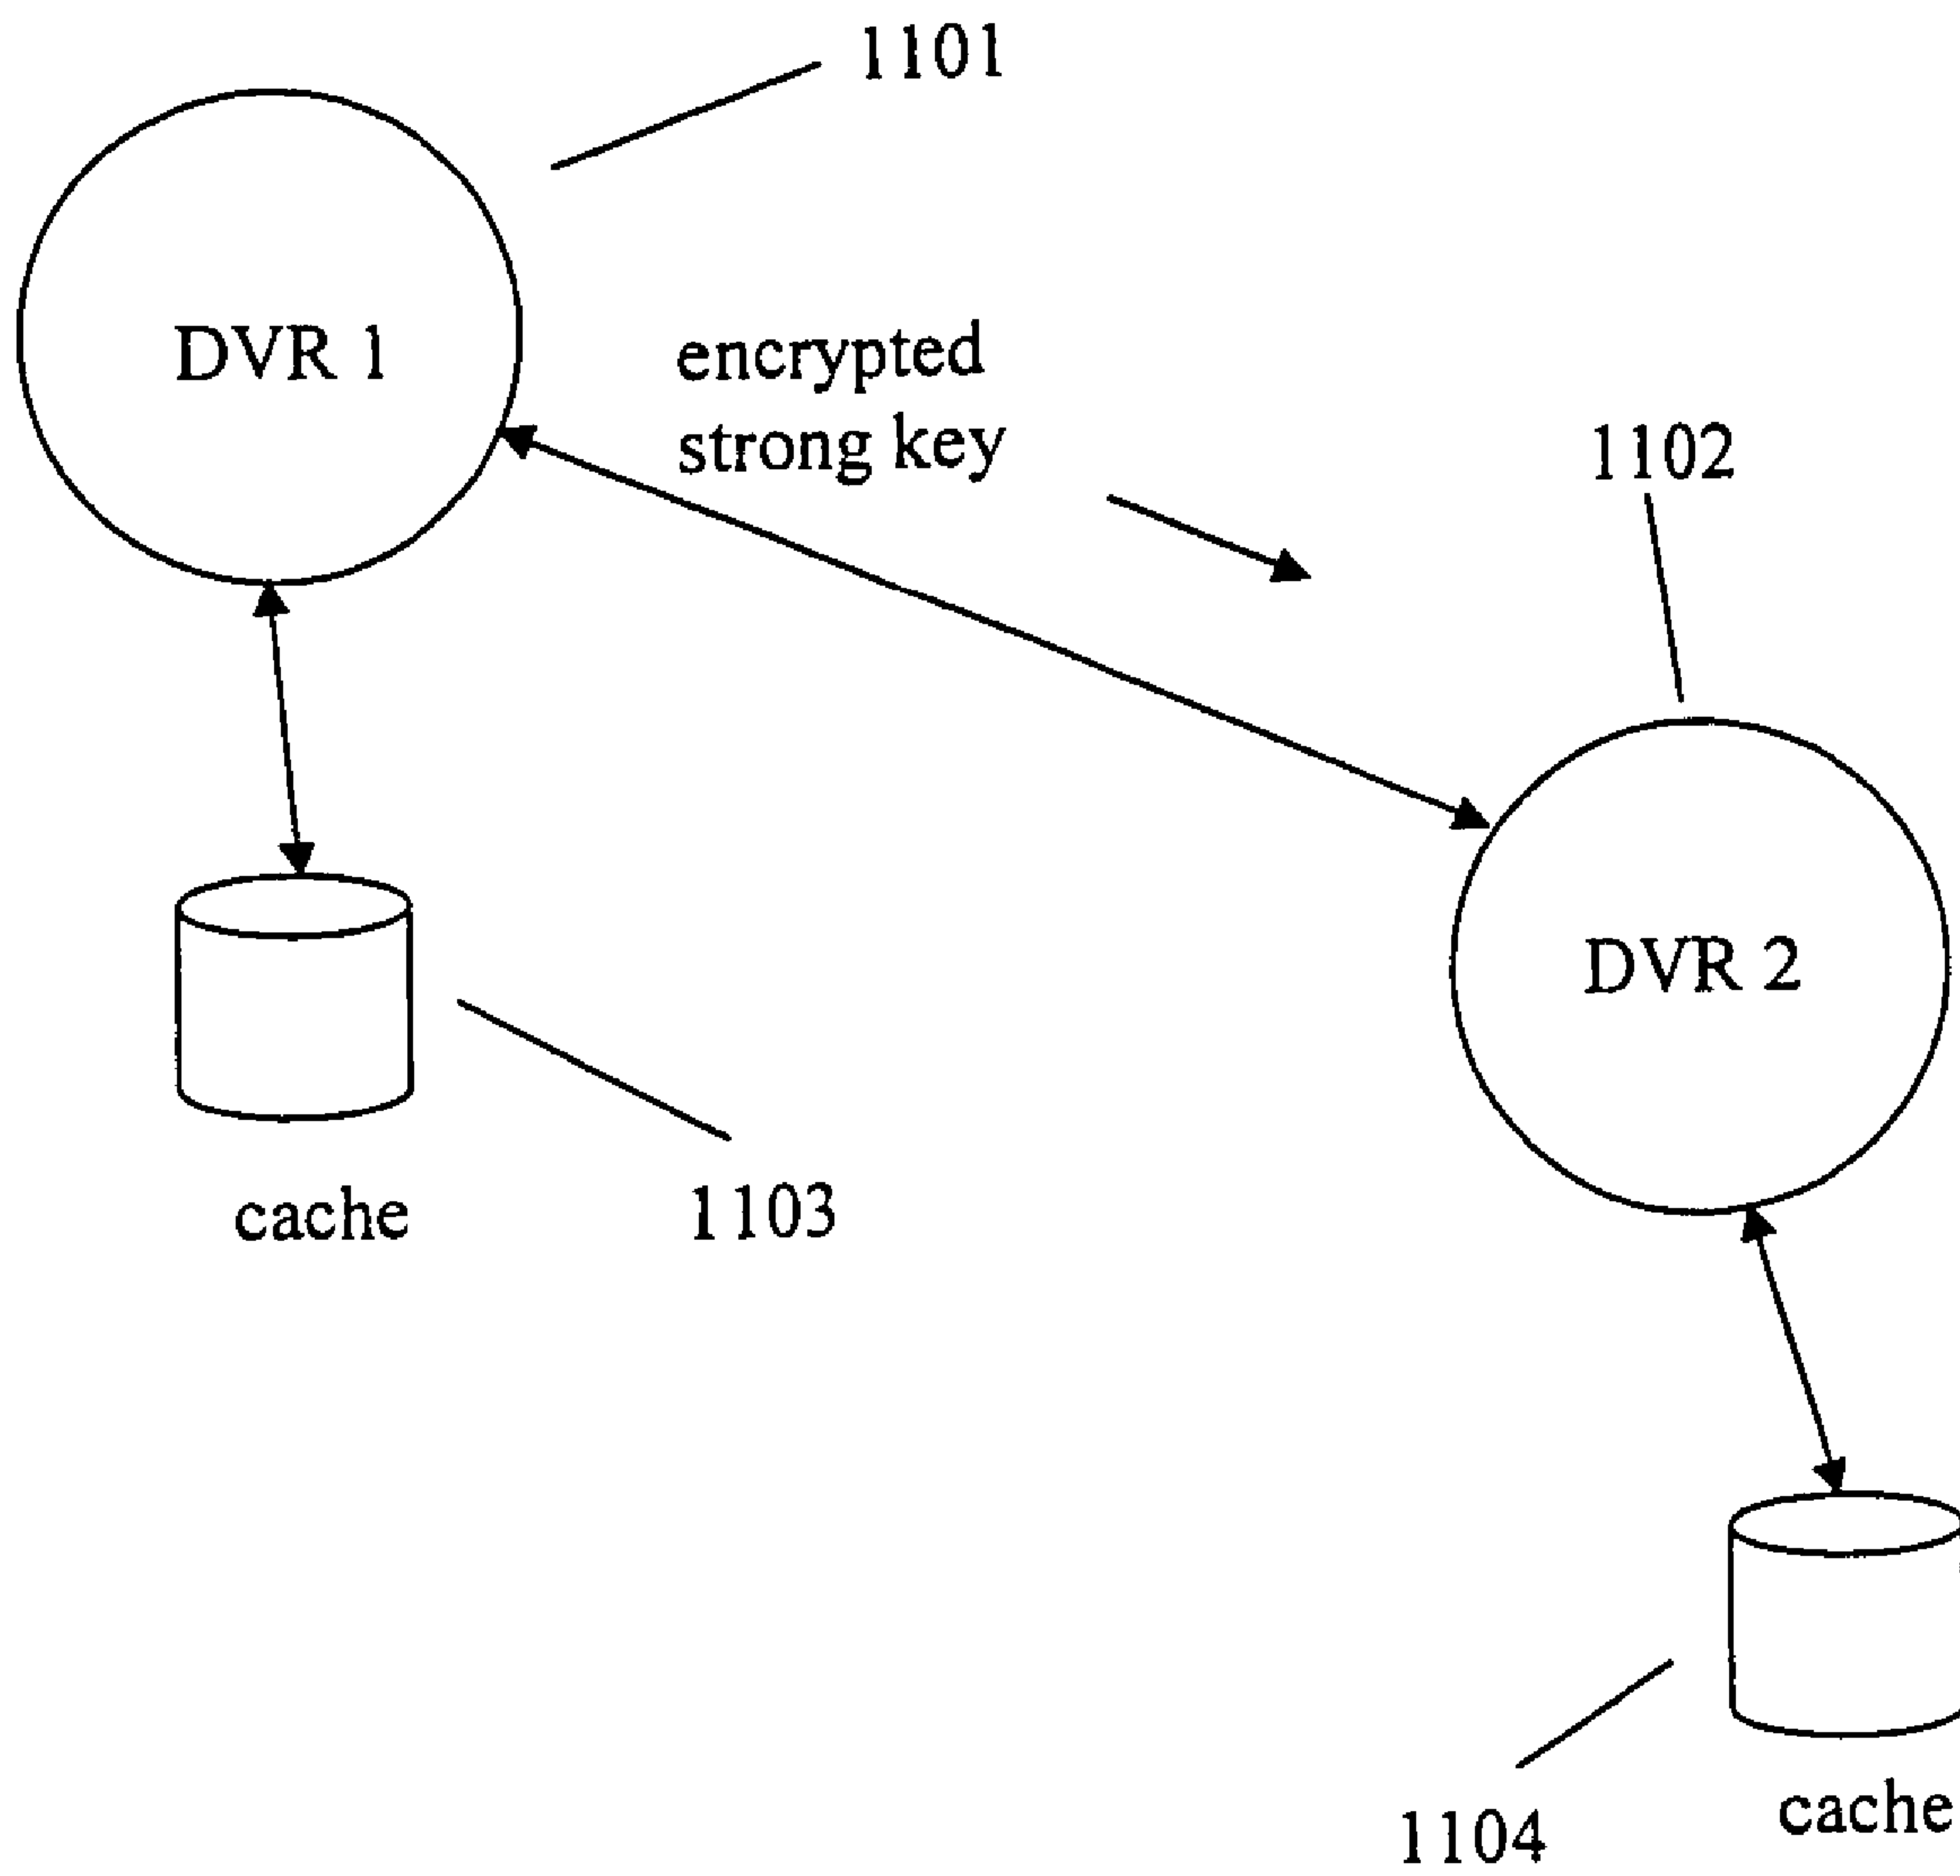 1101
DVR 1
encrypted
strong key
1102
DVR 2
cache
1103
cache
1104